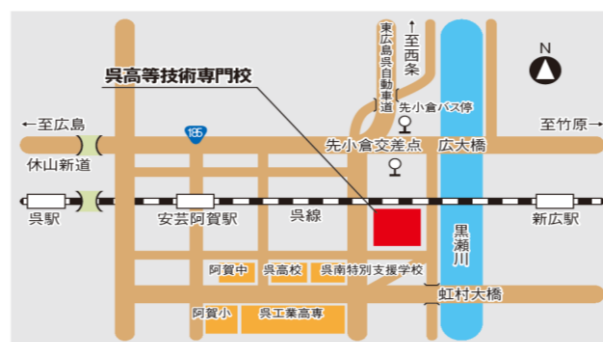 東広島呉自動車道
↑至西条
N
呉高等技術専門校
先小倉バス停
←至広島
185
至竹原→
先小倉交差点
広大橋
休山新道
呉駅
安芸阿賀駅
呉線
新広駅
黒瀬川
阿賀中
呉高校
呉南特別支援学校
虹村大橋
阿賀小
呉工業高専